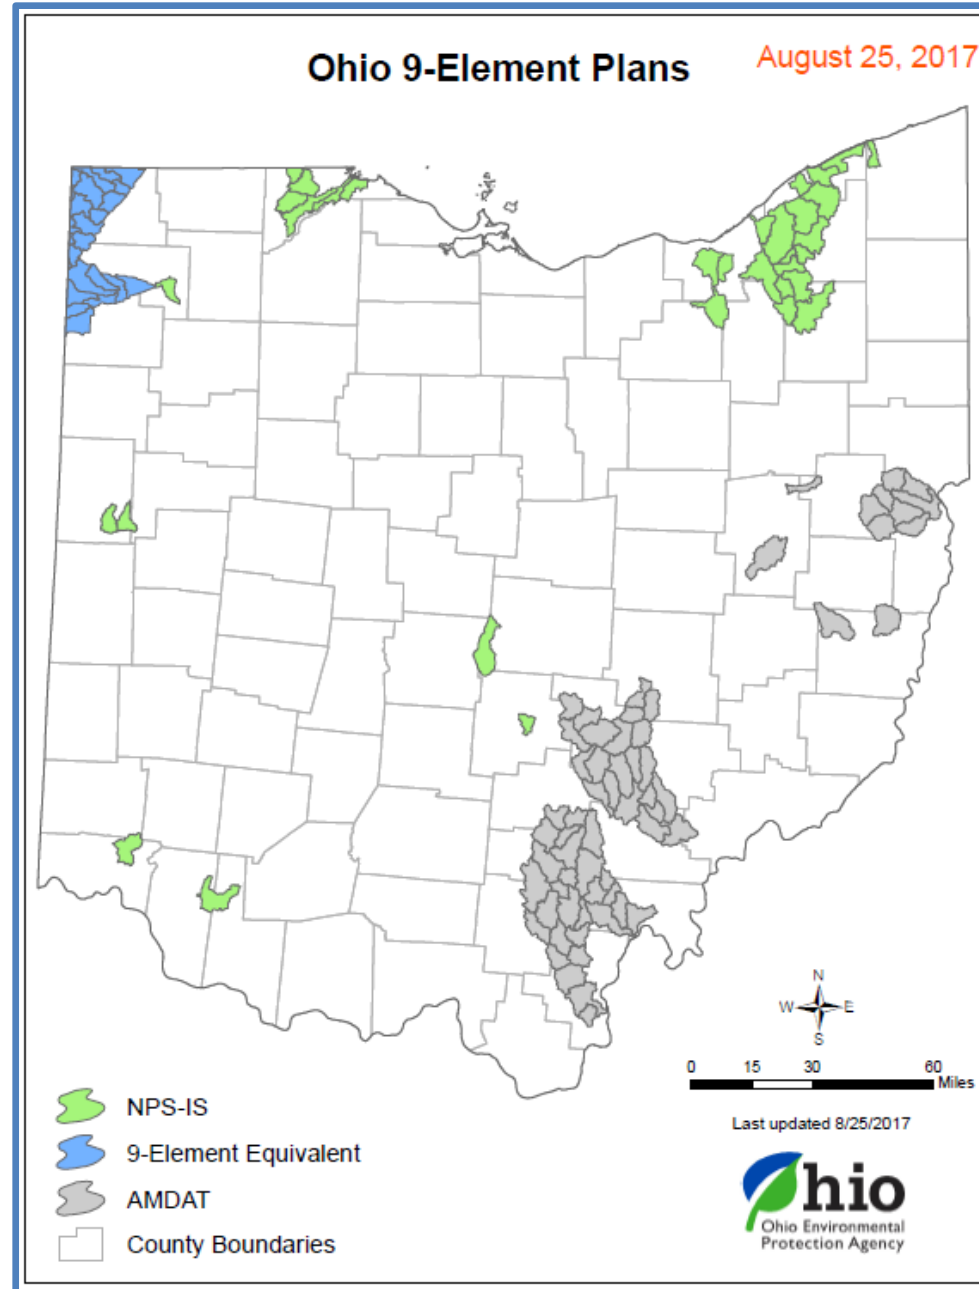 Ohio 9-Element Plans
August 25, 2017
N
W E
S
0 15 30 60
Miles
Last updated 8/25/2017
NPS-IS
9-Element Equivalent
AMDAT
County Boundaries
Ohio
Ohio Environmental
Protection Agency